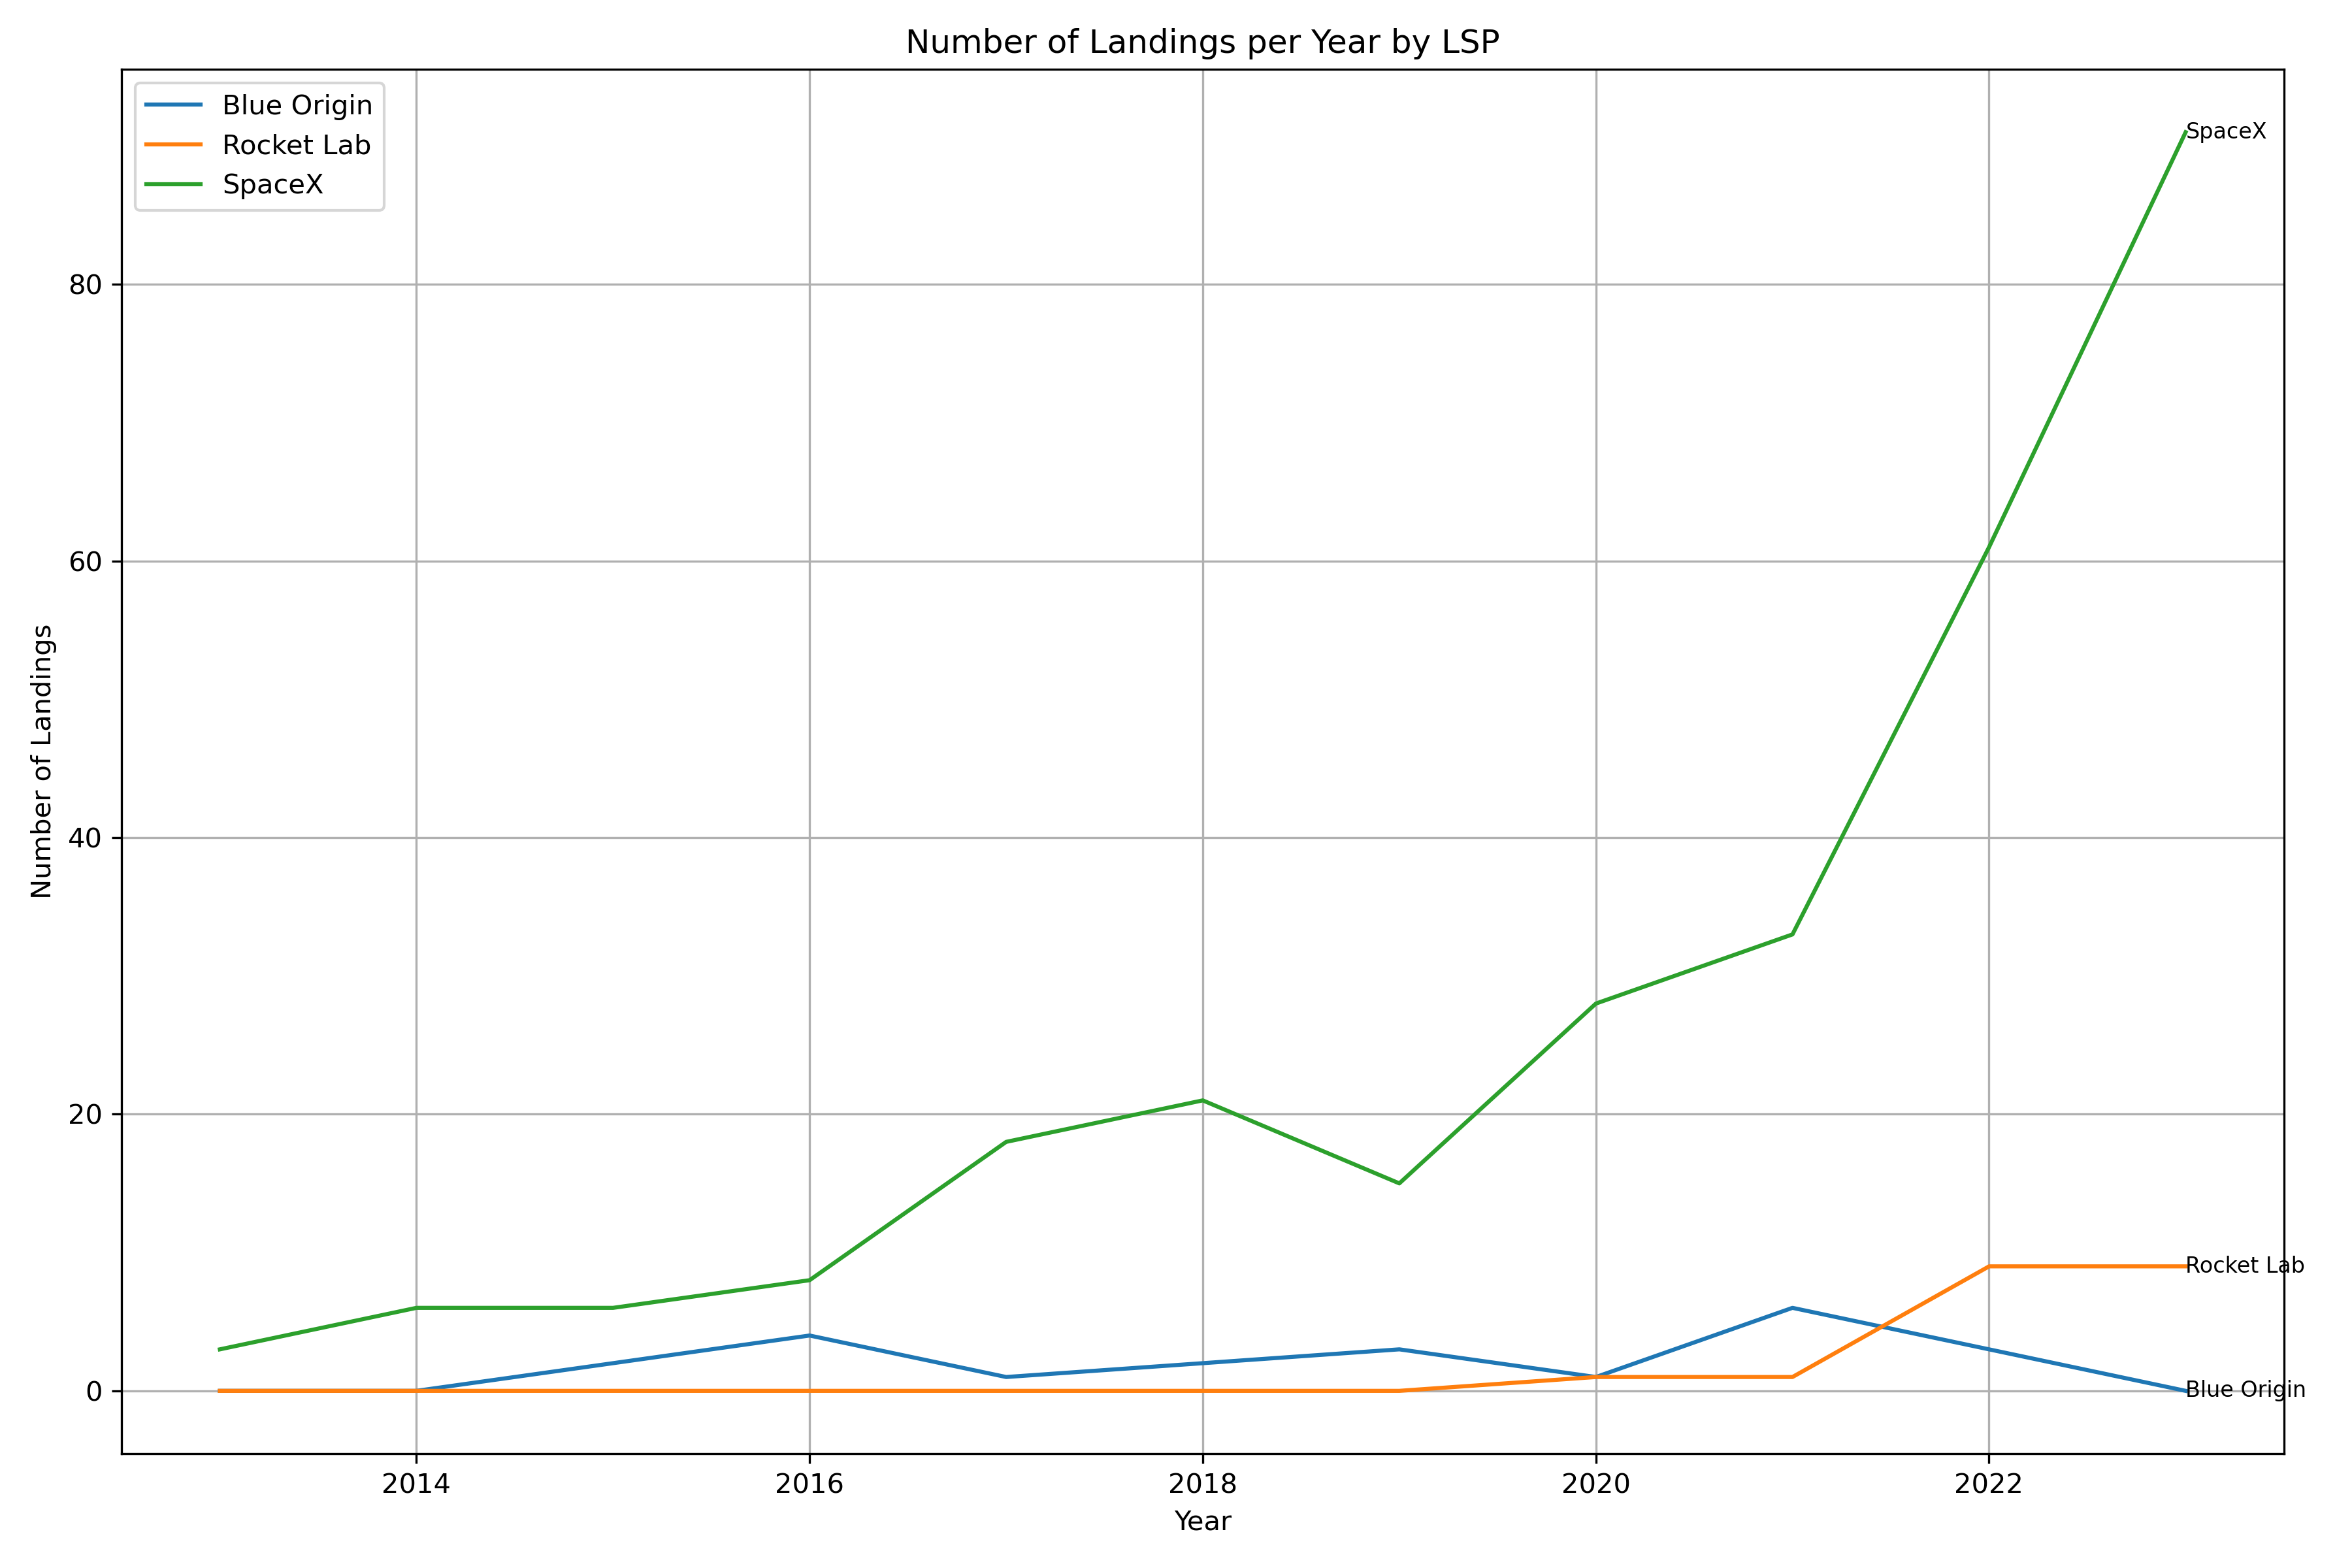 Number of Landings per Year by LSP
Blue Origin
Rocket Lab
SpaceX
SpaceX
80
60
40
20
0
Number of Landings
Rocket Lab
Blue Origin
2014
2016
2018
2020
2022
Year